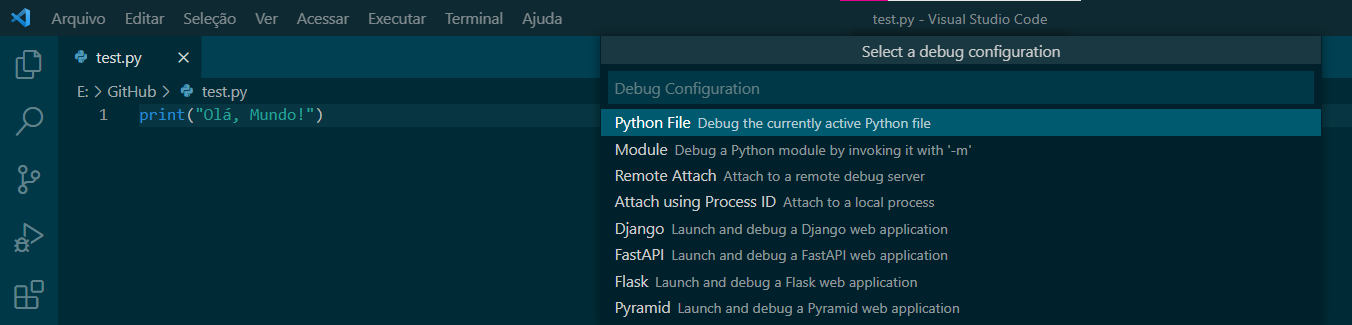 Arquivo Editar Seleção Ver Acessar Executar Terminal Ajuda test.py - Visual Studio Code
test.py
E: > GitHub > test.py
1 print("Olá, Mundo!")
Select a debug configuration
Debug Configuration
Python File Debug the currently active Python file
Module Debug a Python module by invoking it with '-m'
Remote Attach Attach to a remote debug server
Attach using Process ID Attach to a local process
Django Launch and debug a Django web application
FastAPI Launch and debug a FastAPI web application
Flask Launch and debug a Flask web application
Pyramid Launch and debug a Pyramid web application